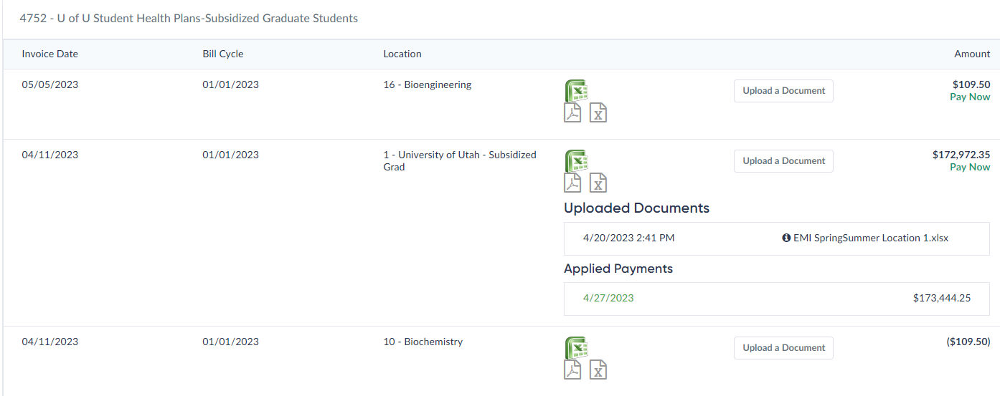 4752 - U of U Student Health Plans-Subsidized Graduate Students
Invoice Date Bill Cycle Location Amount
05/05/2023 01/01/2023 16 - Bioengineering Upload a Document $109.50
Pay Now
04/11/2023 01/01/2023 1 - University of Utah - Subsidized Upload a Document $172,972.35
Grad Pay Now
Uploaded Documents
4/20/2023 2:41 PM EMI SpringSummer Location 1.xlsx
Applied Payments
4/27/2023 $173,444.25
04/11/2023 01/01/2023 10 - Biochemistry Upload a Document ($109.50)